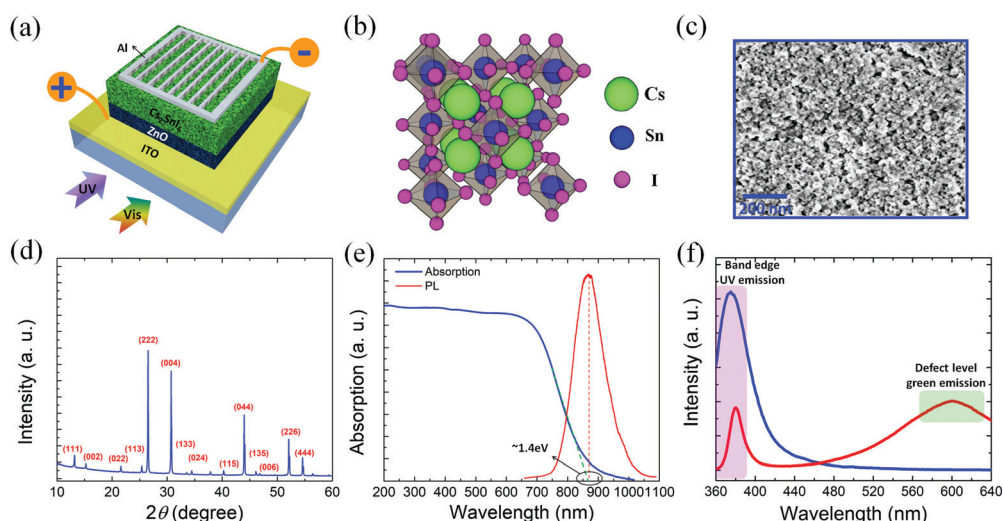 (a)
Al
Cs₂SnI₆
ZnO
ITO
UV
Vis
(b)
Cs
Sn
I
(c)
200 nm
(d)
Intensity (a. u.)
(111)
(002)
(022)
(113)
(222)
(004)
(133)
(024)
(115)
(044)
(135)
(006)
(226)
(444)
10 20 30 40 50 60
2θ (degree)
(e)
Absorption (a. u.)
Absorption
PL
~1.4eV
200 300 400 500 600 700 800 900 1000 1100
Wavelength (nm)
(f)
Intensity (a. u.)
Band edge
UV emission
Defect level
green emission
360 400 440 480 520 560 600 640
Wavelength (nm)